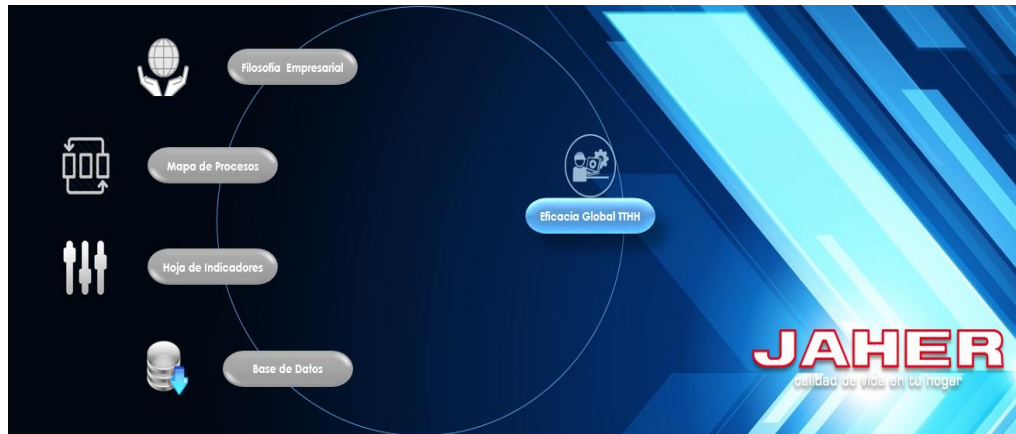 Filosofía Empresarial
Mapa de Procesos
Eficacia Global TTHH
Hoja de Indicadores
Base de Datos
JAHER
calidad de vida en tu hogar